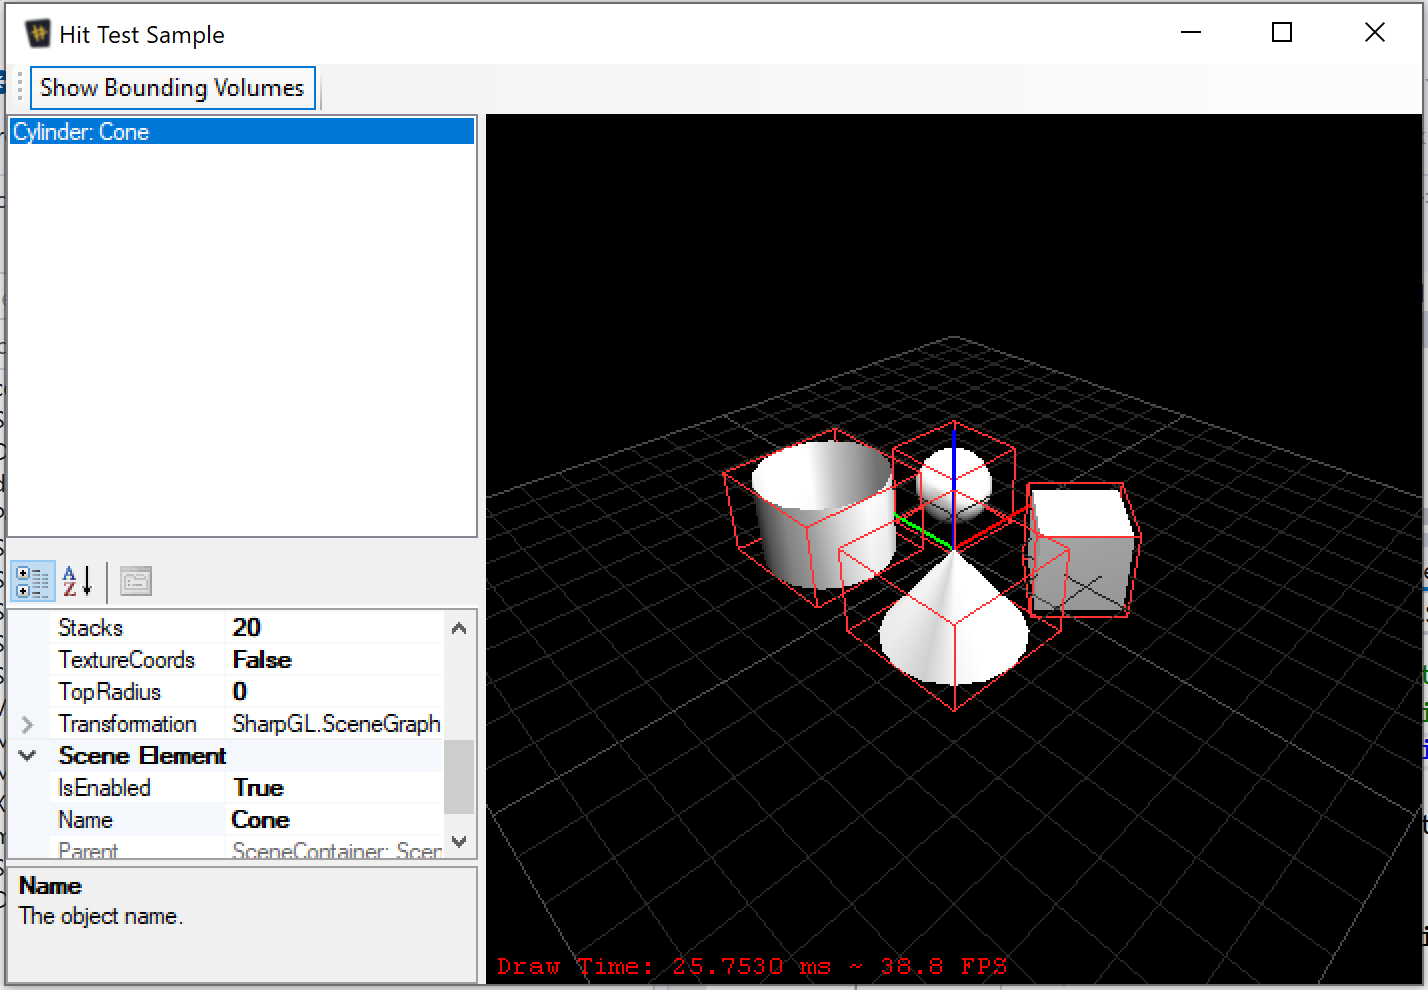 Hit Test Sample
Show Bounding Volumes
Cylinder: Cone
Stacks 20
TextureCoords False
TopRadius 0
Transformation SharpGL.SceneGraph
Scene Element
IsEnabled True
Name Cone
Parent SceneContainer: Scen
Name
The object name.
Draw Time: 25.7530 ms ~ 38.8 FPS